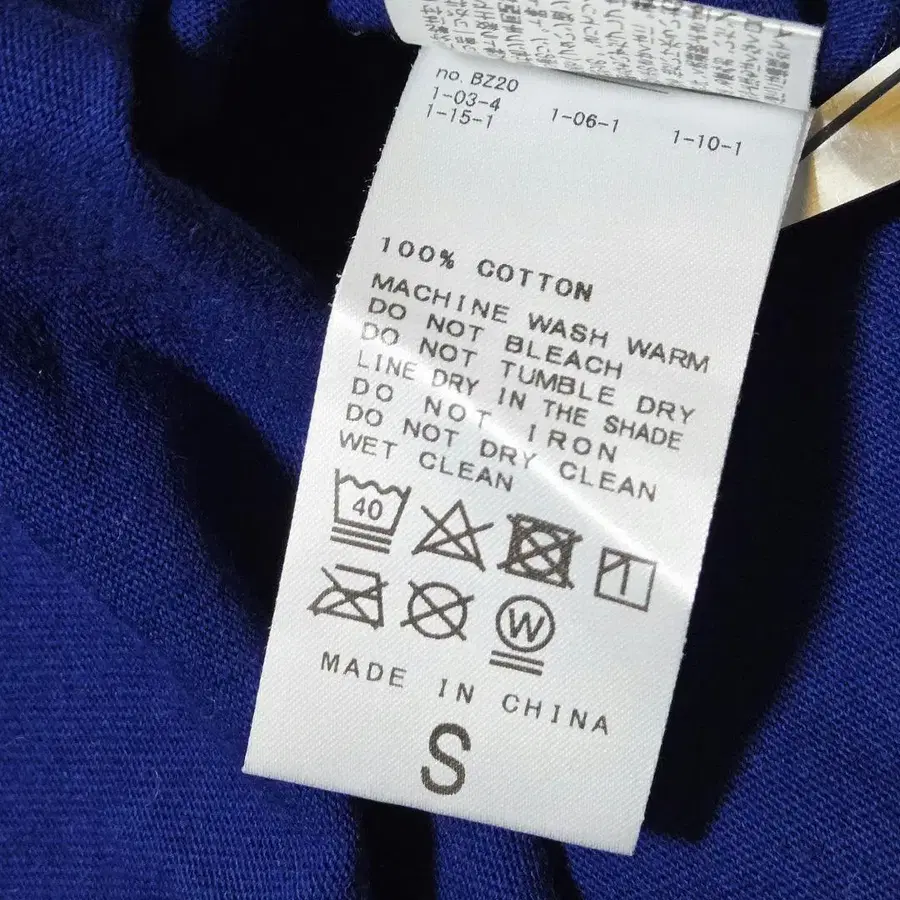 no. BZ20
1-03-4 1-06-1 1-10-1
1-15-1
100% COTTON
MACHINE WASH WARM
DO NOT BLEACH
DO NOT TUMBLE DRY
LINE DRY IN THE SHADE
DO NOT IRON
DO NOT DRY CLEAN
WET CLEAN
40
W
MADE IN CHINA
S